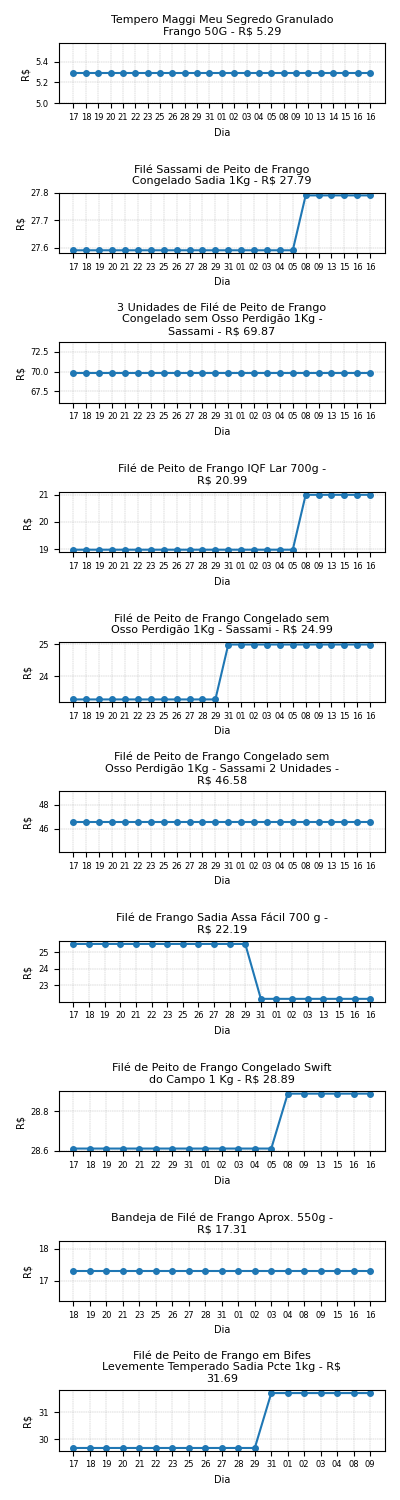 Tempero Maggi Meu Segredo Granulado
Frango 50G - R$ 5.29
5.4
5.2
5.0
R$
17 18 19 20 21 22 23 25 26 27 28 29 31 01 02 03 04 05 08 09 10 13 14 15 16
Dia
Filé Sassami de Peito de Frango
Congelado Sadia 1Kg - R$ 27.79
27.8
27.7
27.6
R$
17 18 19 20 21 22 23 25 26 27 28 29 31 01 02 03 04 05 08 09 13 15 16 16
Dia
3 Unidades de Filé de Peito de Frango
Congelado sem Osso Perdigão 1Kg -
Sassami - R$ 69.87
72.5
70.0
67.5
R$
17 18 19 20 21 22 23 25 26 27 28 29 31 01 02 03 04 05 08 09 13 15 16 16
Dia
Filé de Peito de Frango IQF Lar 700g -
R$ 20.99
21
20
19
R$
17 18 19 20 21 22 23 25 26 27 28 29 31 01 02 03 04 05 08 09 13 15 16 16
Dia
Filé de Peito de Frango Congelado sem
Osso Perdigão 1Kg - Sassami - R$ 24.99
25
24
R$
17 18 19 20 21 22 23 25 26 27 28 29 31 01 02 03 04 05 08 09 13 15 16 16
Dia
Filé de Peito de Frango Congelado sem
Osso Perdigão 1Kg - Sassami 2 Unidades -
R$ 46.58
48
46
R$
17 18 19 20 21 22 23 25 26 27 28 29 31 01 02 03 04 05 08 09 13 15 16 16
Dia
Filé de Frango Sadia Assa Fácil 700 g -
R$ 22.19
25
24
23
R$
17 18 19 20 21 22 23 25 26 27 28 29 31 01 02 03 13 15 16 16
Dia
Filé de Peito de Frango Congelado Swift
do Campo 1 Kg - R$ 28.89
28.8
28.6
R$
17 18 19 20 21 22 29 31 01 02 03 04 05 08 09 13 15 16 16
Dia
Bandeja de Filé de Frango Aprox. 550g -
R$ 17.31
18
17
R$
18 19 20 21 23 25 26 27 28 31 01 02 03 04 05 08 09 16 16
Dia
Filé de Peito de Frango em Bifes
Levemente Temperado Sadia Pcte 1kg - R$
31.69
31
30
R$
17 18 19 20 21 22 23 25 26 27 28 29 31 01 02 03 04 08 09
Dia